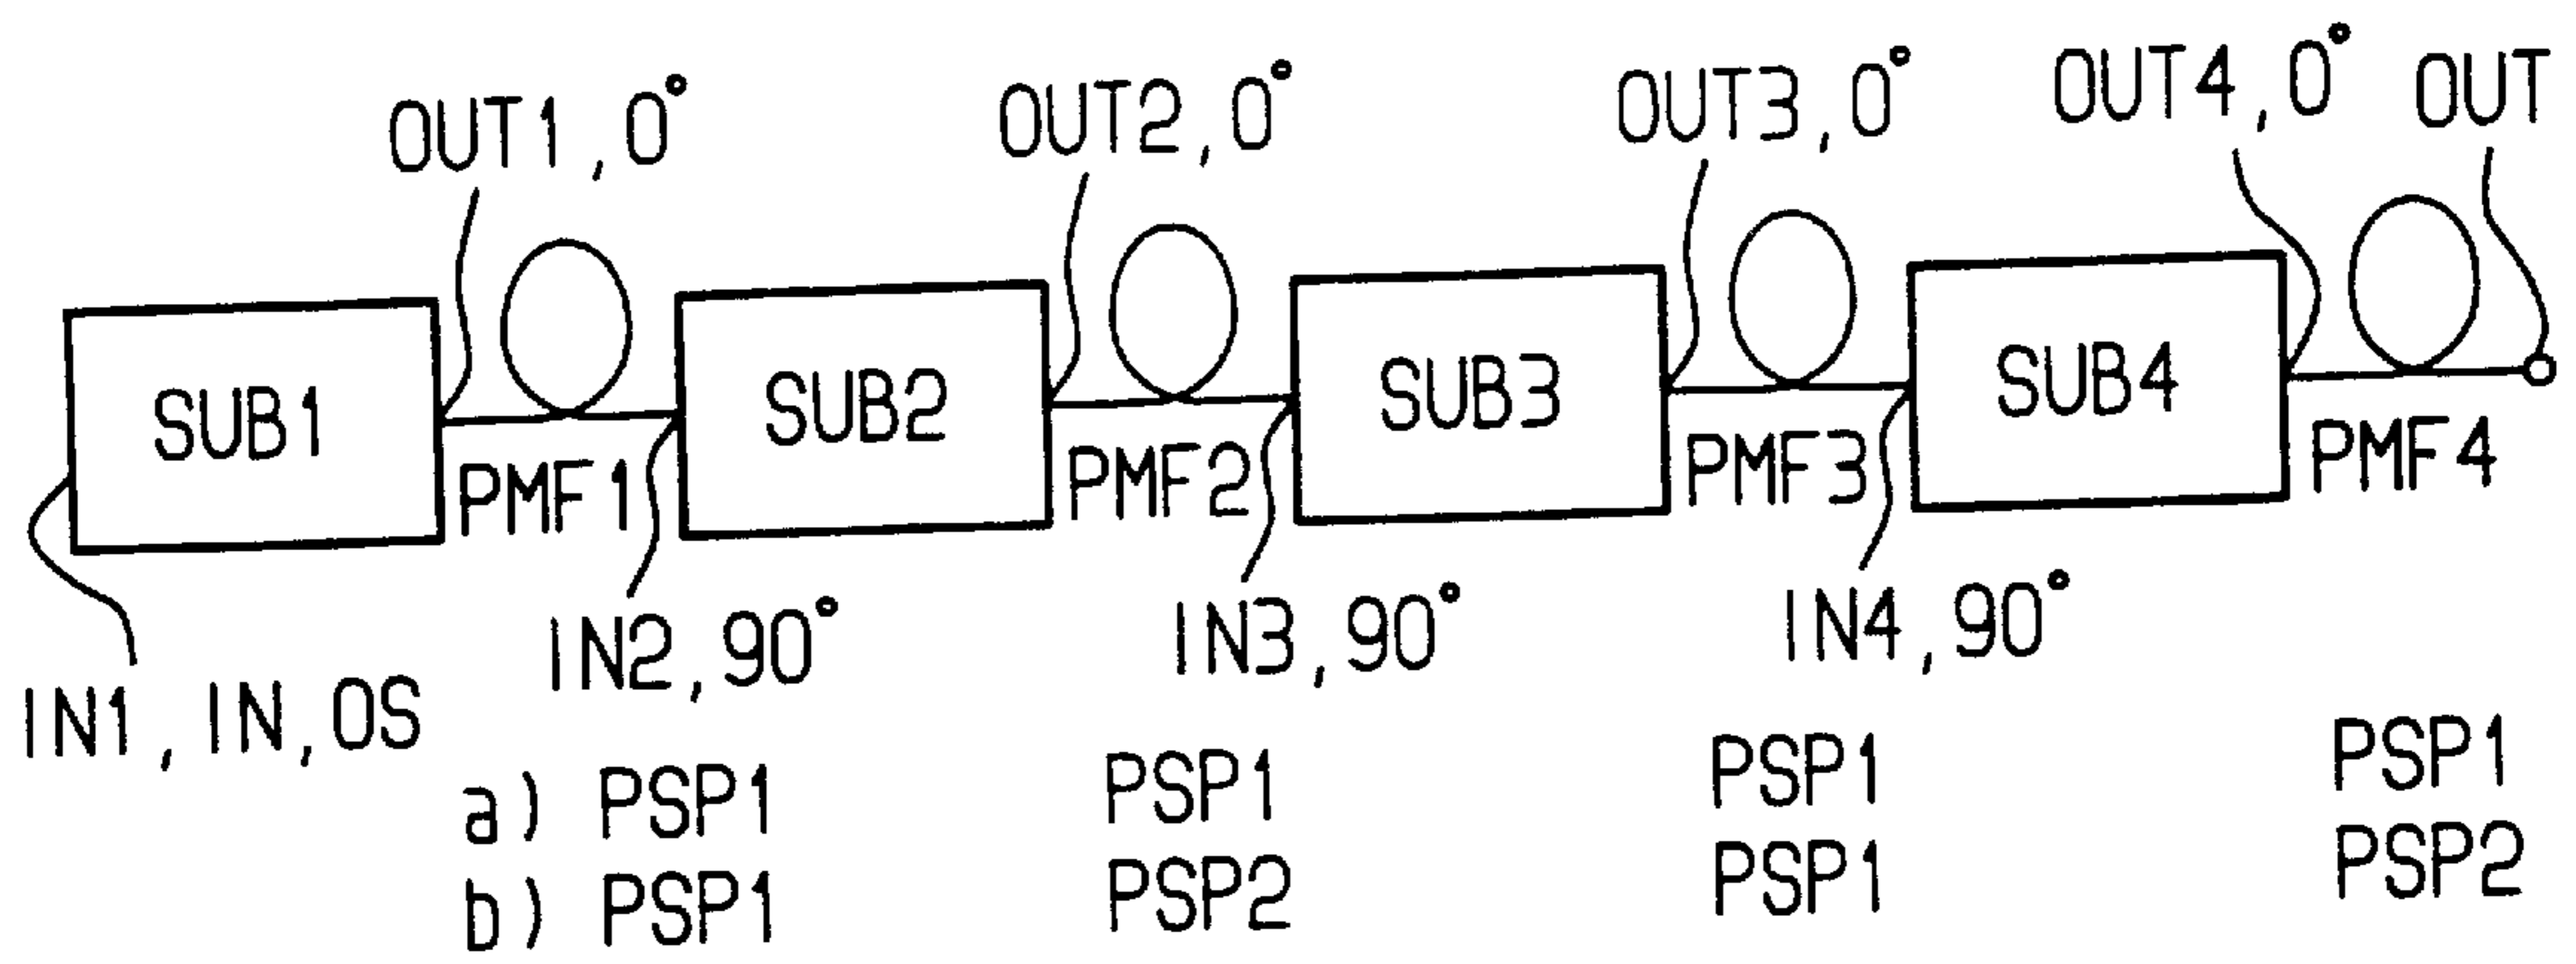 OUT1, 0° OUT2, 0° OUT3, 0° OUT4, 0° OUT
SUB1 SUB2 SUB3 SUB4
PMF1 PMF2 PMF3 PMF4
IN1, IN, OS IN2, 90° IN3, 90° IN4, 90°
a) PSP1 PSP1 PSP1 PSP1
b) PSP1 PSP2 PSP1 PSP2